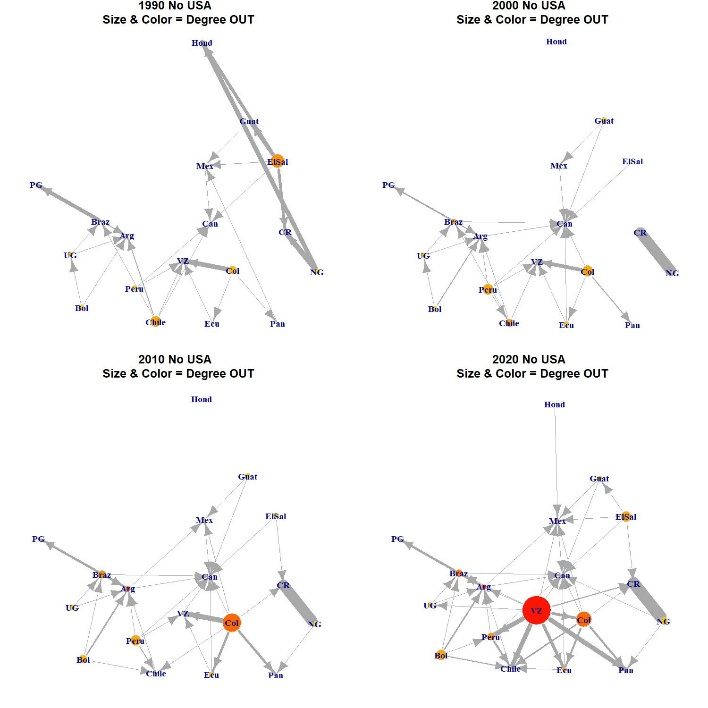 1990 No USA
Size & Color = Degree OUT
Hond
Guat
Mex
ElSal
PG
Braz
Arg
Can
CR
UG
VZ
Col
NG
Peru
Bol
Chile
Ecu
Pan
2000 No USA
Size & Color = Degree OUT
Hond
Guat
Mex
ElSal
PG
Braz
Arg
Can
CR
UG
VZ
Col
NG
Peru
Bol
Chile
Ecu
Pan
2010 No USA
Size & Color = Degree OUT
Hond
Guat
Mex
ElSal
PG
Braz
Arg
Can
CR
UG
VZ
Col
NG
Peru
Bol
Chile
Ecu
Pan
2020 No USA
Size & Color = Degree OUT
Hond
Guat
Mex
ElSal
PG
Braz
Arg
Can
CR
UG
VZ
Col
NG
Peru
Bol
Chile
Ecu
Pan